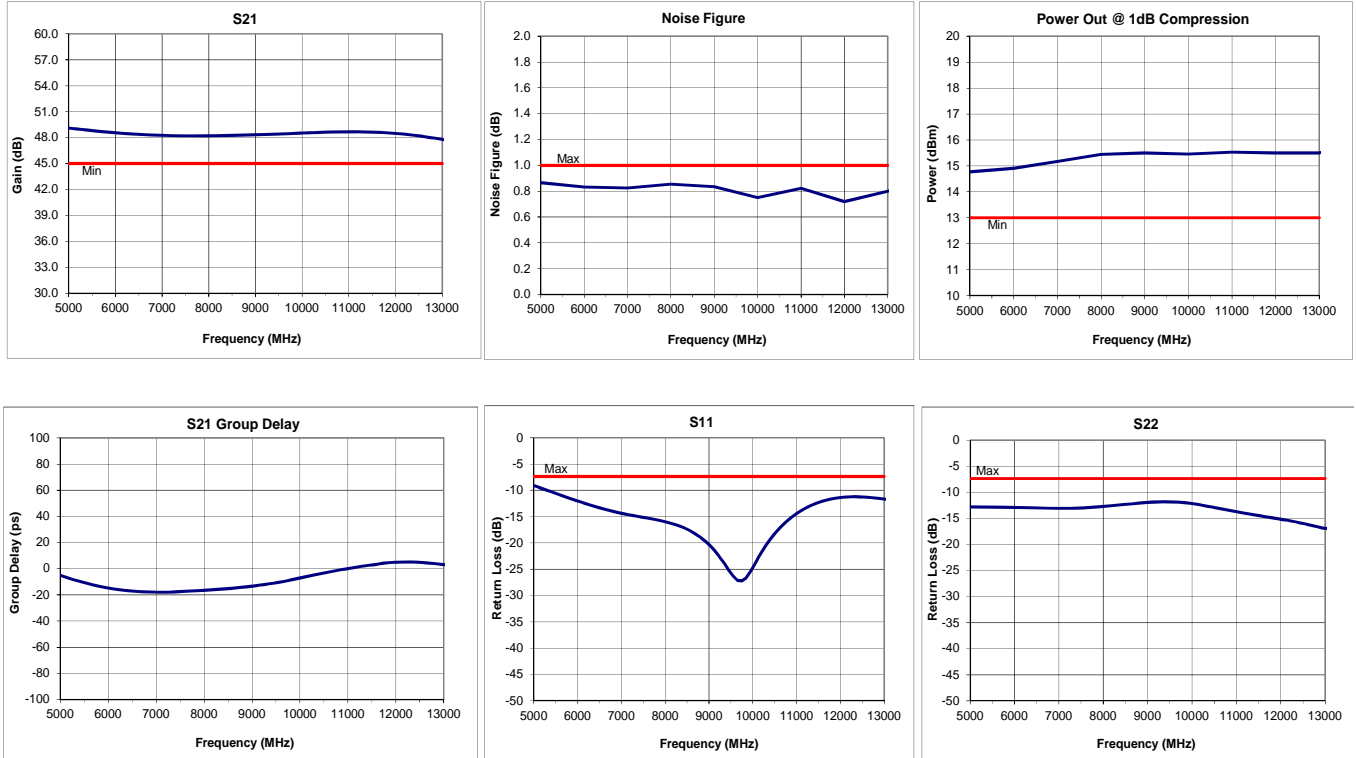 S21
60.0
57.0
54.0
51.0
48.0
45.0
42.0
39.0
36.0
33.0
30.0
Gain (dB)
Min
5000 6000 7000 8000 9000 10000 11000 12000 13000
Frequency (MHz)
Noise Figure
2.0
1.8
1.6
1.4
1.2
1.0
0.8
0.6
0.4
0.2
0.0
Noise Figure (dB)
Max
5000 6000 7000 8000 9000 10000 11000 12000 13000
Frequency (MHz)
Power Out @ 1dB Compression
20
19
18
17
16
15
14
13
12
11
10
Power (dBm)
Min
5000 6000 7000 8000 9000 10000 11000 12000 13000
Frequency (MHz)
S21 Group Delay
100
80
60
40
20
0
-20
-40
-60
-80
-100
Group Delay (ps)
5000 6000 7000 8000 9000 10000 11000 12000 13000
Frequency (MHz)
S11
0
-5
-10
-15
-20
-25
-30
-35
-40
-45
-50
Return Loss (dB)
Max
5000 6000 7000 8000 9000 10000 11000 12000 13000
Frequency (MHz)
S22
0
-5
-10
-15
-20
-25
-30
-35
-40
-45
-50
Return Loss (dB)
Max
5000 6000 7000 8000 9000 10000 11000 12000 13000
Frequency (MHz)